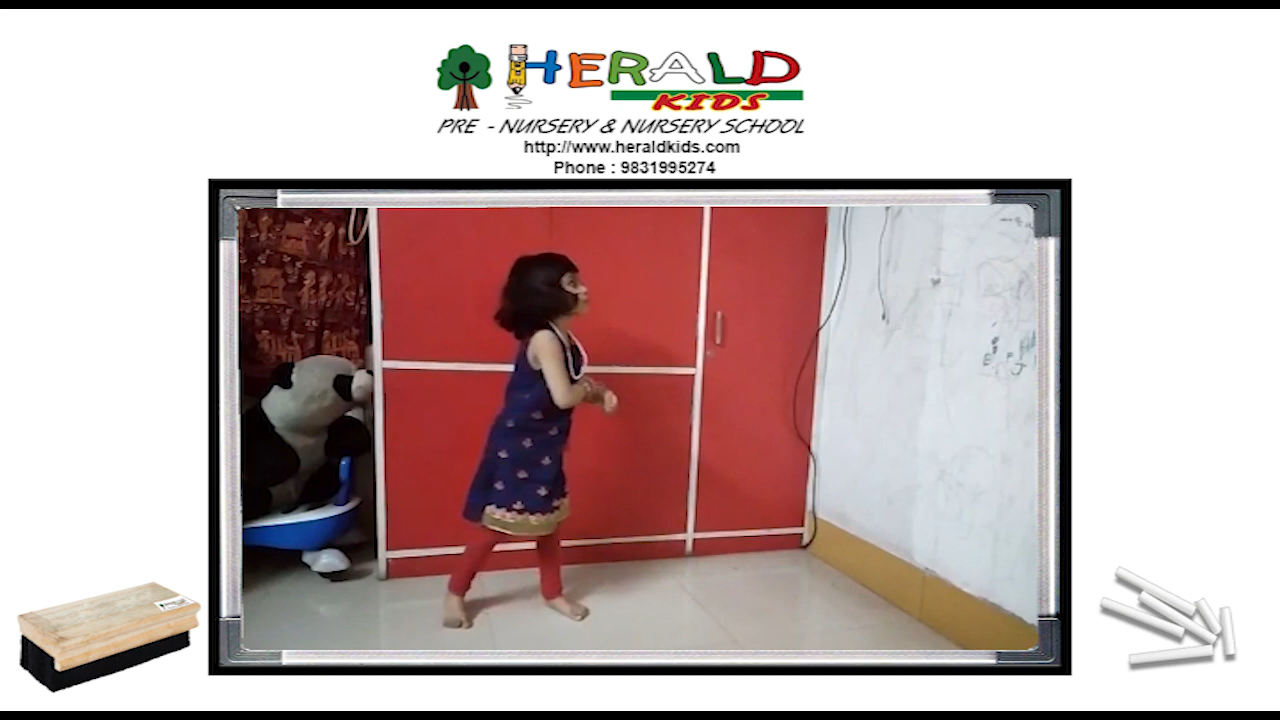 HERALD
KIDS
PRE - NURSERY & NURSERY SCHOOL
http://www.heraldkids.com
Phone : 9831995274